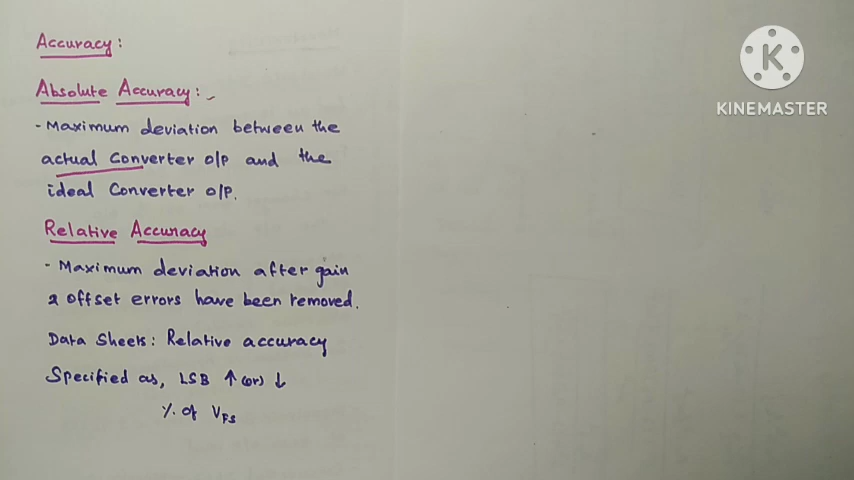 Accuracy:
Absolute Accuracy:-
- Maximum deviation between the
actual Converter O/P and the
ideal Converter O/P.
Relative Accuracy
- Maximum deviation after gain
& offset errors have been removed.
Data Sheets: Relative accuracy
Specified as, LSB ↑ (or) ↓
% of VFS
K
KINEMASTER